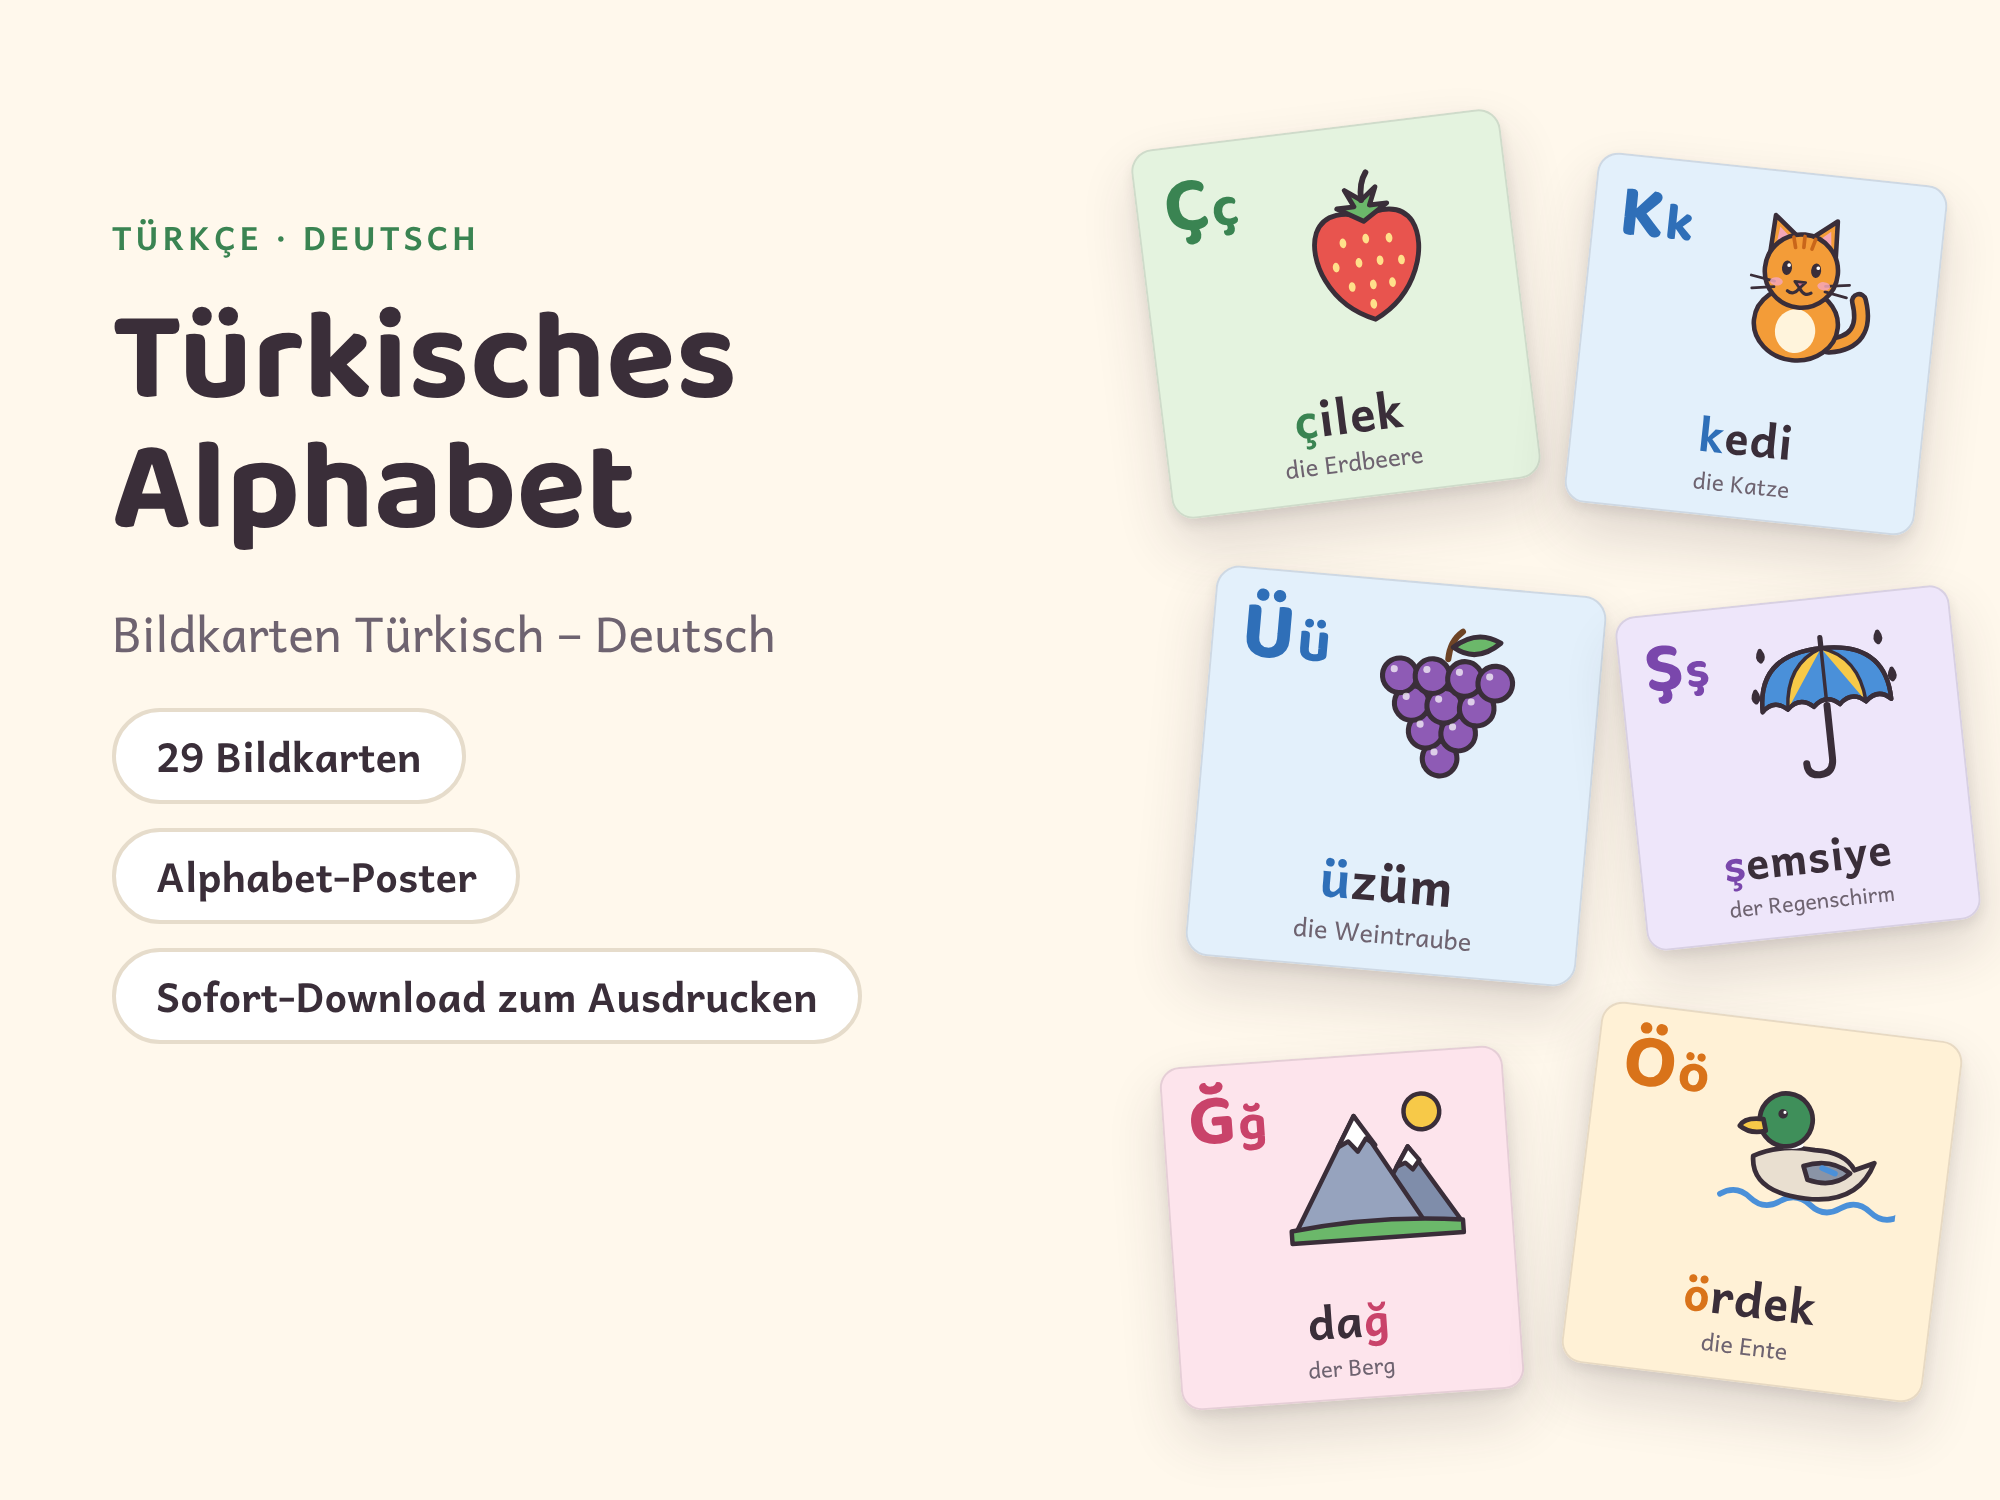 TÜRKÇE · DEUTSCH
Türkisches
Alphabet
Bildkarten Türkisch – Deutsch
29 Bildkarten
Alphabet-Poster
Sofort-Download zum Ausdrucken
Çç
çilek
die Erdbeere
Kk
kedi
die Katze
Üü
üzüm
die Weintraube
Şş
şemsiye
der Regenschirm
Ğğ
dağ
der Berg
Öö
ördek
die Ente